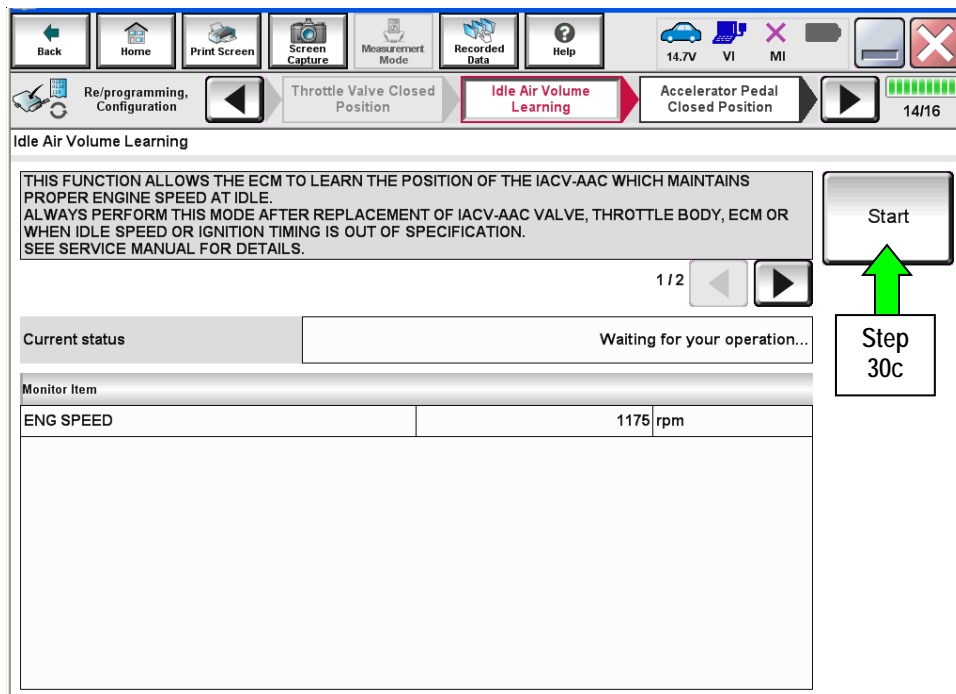 Back
Home
Print Screen
Screen
Capture
Measurement
Mode
Recorded
Data
Help
14.7V
VI
MI
Re/programming,
Configuration
Throttle Valve Closed
Position
Idle Air Volume
Learning
Accelerator Pedal
Closed Position
14/16
Idle Air Volume Learning
THIS FUNCTION ALLOWS THE ECM TO LEARN THE POSITION OF THE IACV-AAC WHICH MAINTAINS
PROPER ENGINE SPEED AT IDLE.
ALWAYS PERFORM THIS MODE AFTER REPLACEMENT OF IACV-AAC VALVE, THROTTLE BODY, ECM OR
WHEN IDLE SPEED OR IGNITION TIMING IS OUT OF SPECIFICATION.
SEE SERVICE MANUAL FOR DETAILS.
Start
1/2
Current status
Waiting for your operation...
Step
30c
Monitor Item
ENG SPEED 1175 rpm